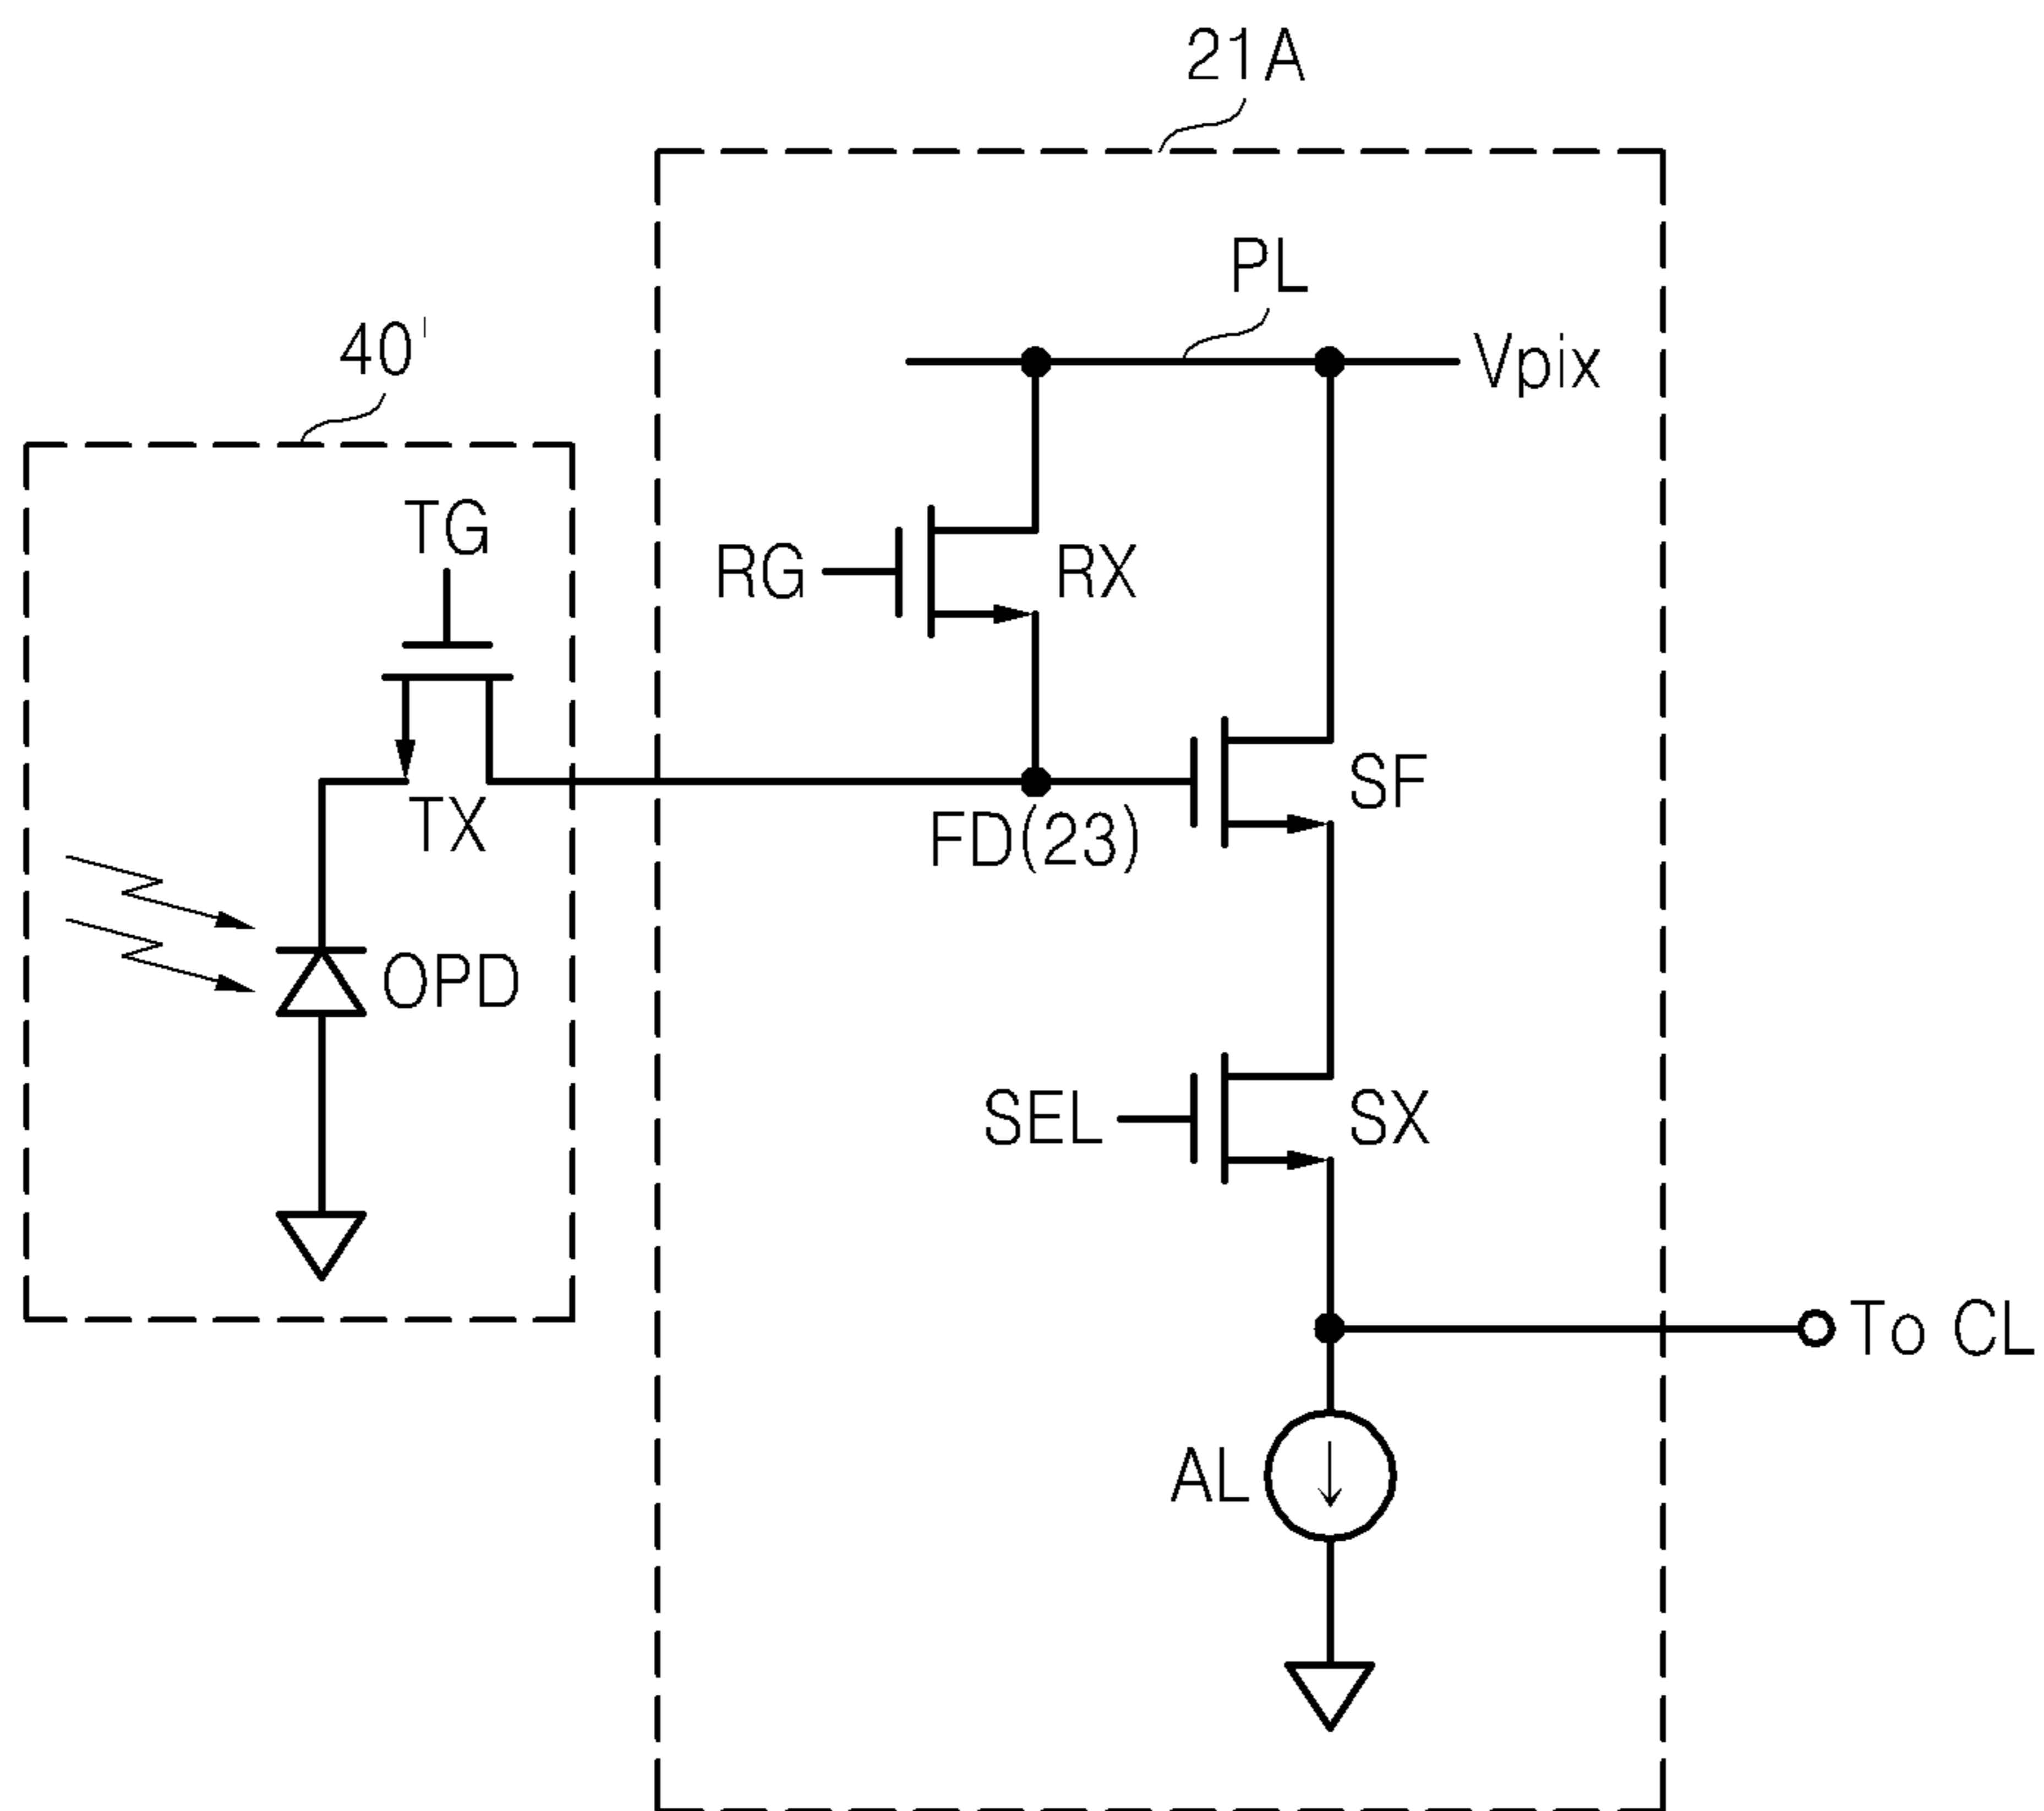 21A
PL
Vpix
40'
TG
RG
RX
TX
FD(23)
SF
OPD
SEL
SX
To CL
AL